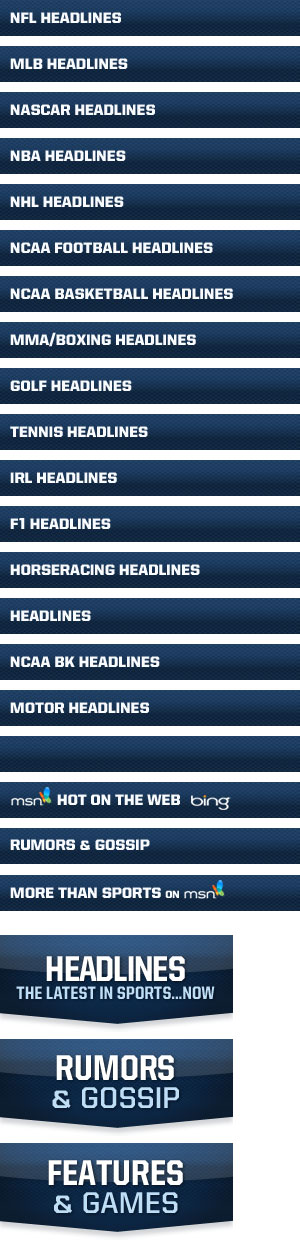 NFL HEADLINES
MLB HEADLINES
NASCAR HEADLINES
NBA HEADLINES
NHL HEADLINES
NCAA FOOTBALL HEADLINES
NCAA BASKETBALL HEADLINES
MMA/BOXING HEADLINES
GOLF HEADLINES
TENNIS HEADLINES
IRL HEADLINES
F1 HEADLINES
HORSERACING HEADLINES
HEADLINES
NCAA BK HEADLINES
MOTOR HEADLINES
msn HOT ON THE WEB bing
RUMORS & GOSSIP
MORE THAN SPORTS ON msn
HEADLINES
THE LATEST IN SPORTS...NOW
RUMORS
& GOSSIP
FEATURES
& GAMES